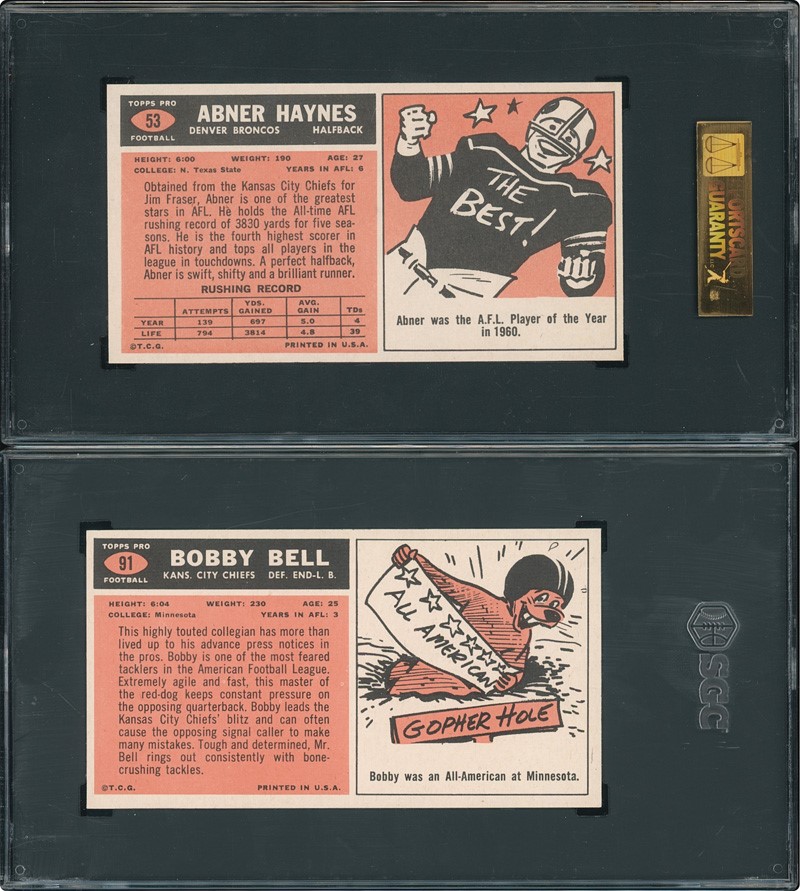 TOPPS PRO
53
FOOTBALL
ABNER HAYNES
DENVER BRONCOS HALFBACK
HEIGHT: 6:00 WEIGHT: 190 AGE: 27
COLLEGE: N. Texas State YEARS IN AFL: 6
Obtained from the Kansas City Chiefs for
Jim Fraser, Abner is one of the greatest
stars in AFL. He holds the All-time AFL
rushing record of 3830 yards for five sea-
sons. He is the fourth highest scorer in
AFL history and tops all players in the
league in touchdowns. A perfect halfback,
Abner is swift, shifty and a brilliant runner.
RUSHING RECORD
ATTEMPTS YDS. GAINED AVG. GAIN TDs
YEAR 139 697 5.0 4
LIFE 794 3814 4.8 39
©T.C.G. PRINTED IN U.S.A.
THE
BEST!
Abner was the A.F.L. Player of the Year
in 1960.
GUARANTY
TOPPS PRO
91
FOOTBALL
BOBBY BELL
KANS. CITY CHIEFS DEF. END-L. B.
HEIGHT: 6:04 WEIGHT: 230 AGE: 25
COLLEGE: Minnesota YEARS IN AFL: 3
This highly touted collegian has more than
lived up to his advance press notices in
the pros. Bobby is one of the most feared
tacklers in the American Football League.
Extremely agile and fast, this master of
the red-dog keeps constant pressure on
the opposing quarterback. Bobby leads the
Kansas City Chiefs' blitz and can often
cause the opposing signal caller to make
many mistakes. Tough and determined, Mr.
Bell rings out consistently with bone-
crushing tackles.
©T.C.G. PRINTED IN U.S.A.
ALL AMERICAN
GOPHER HOLE
Bobby was an All-American at Minnesota.
SGC